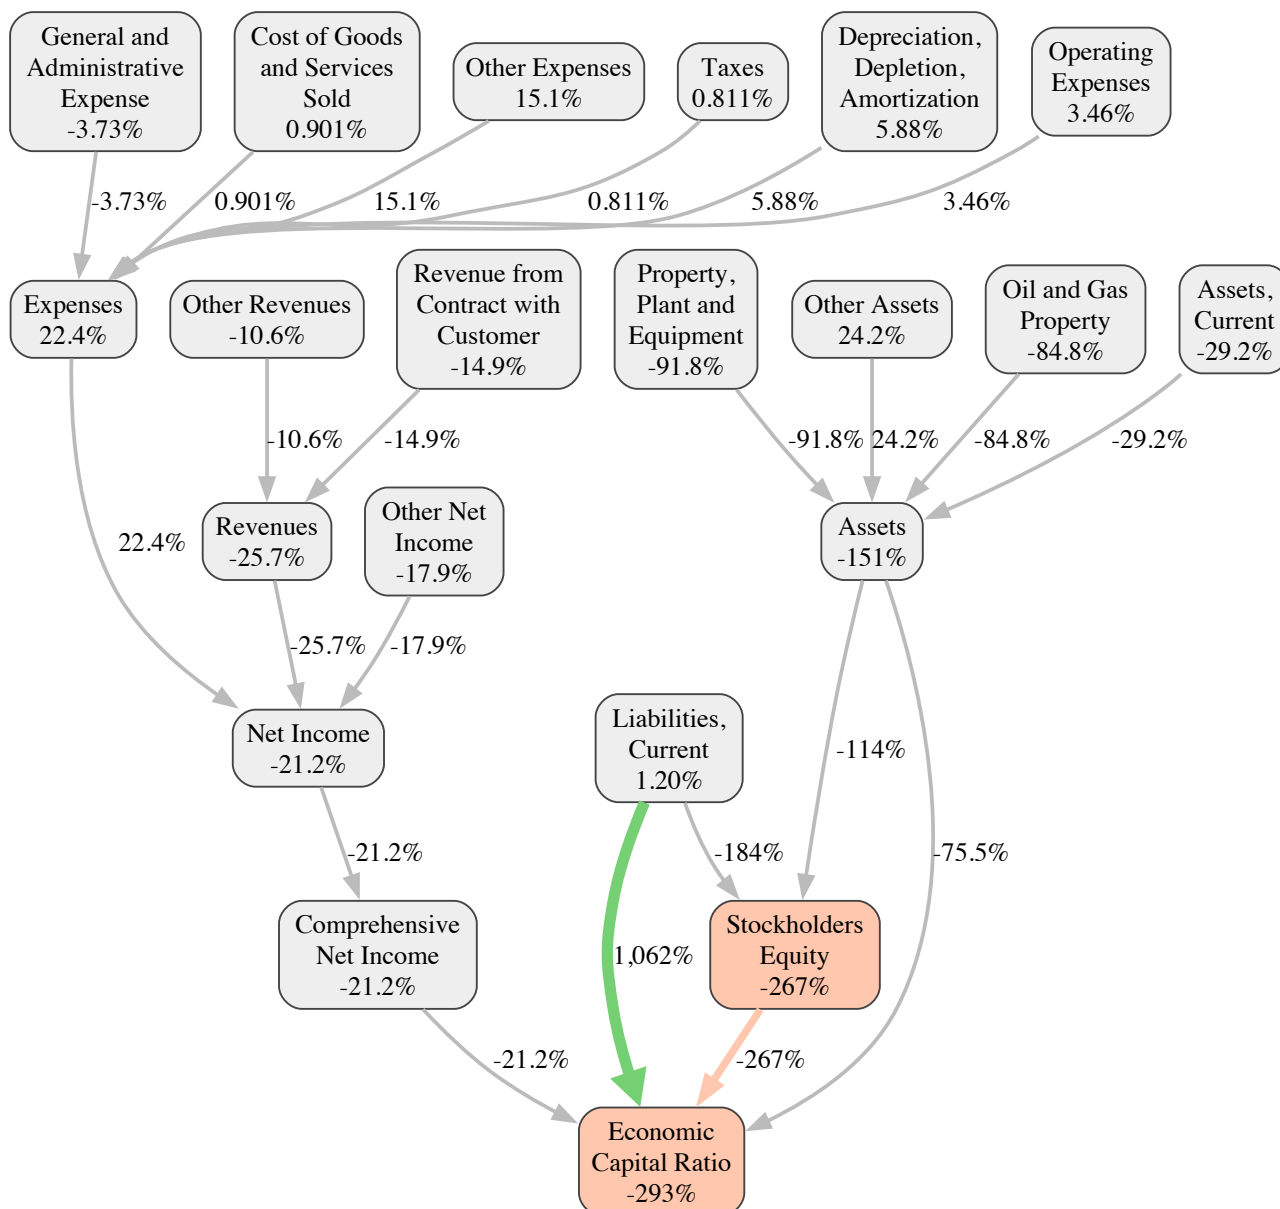 General and
Administrative
Expense
-3.73%
Cost of Goods
and Services
Sold
0.901%
Other Expenses
15.1%
Taxes
0.811%
Depreciation,
Depletion,
Amortization
5.88%
Operating
Expenses
3.46%
-3.73%
0.901%
15.1%
0.811%
5.88%
3.46%
Expenses
22.4%
Other Revenues
-10.6%
Revenue from
Contract with
Customer
-14.9%
Property,
Plant and
Equipment
-91.8%
Other Assets
24.2%
Oil and Gas
Property
-84.8%
Assets,
Current
-29.2%
-10.6%
-14.9%
-91.8%
24.2%
-84.8%
-29.2%
22.4%
Revenues
-25.7%
Other Net
Income
-17.9%
Assets
-151%
-25.7%
-17.9%
Net Income
-21.2%
Liabilities,
Current
1.20%
-114%
-21.2%
-184%
-75.5%
Comprehensive
Net Income
-21.2%
1,062%
Stockholders
Equity
-267%
-21.2%
-267%
Economic
Capital Ratio
-293%